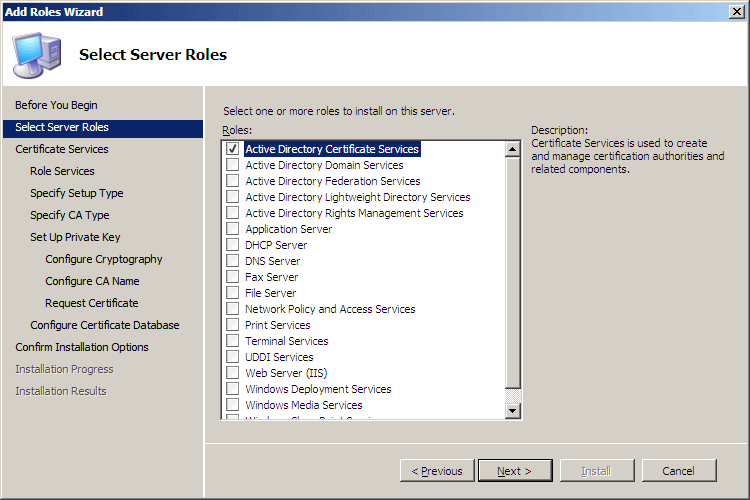 Add Roles Wizard
Select Server Roles
Before You Begin
Select Server Roles
Certificate Services
Role Services
Specify Setup Type
Specify CA Type
Set Up Private Key
Configure Cryptography
Configure CA Name
Request Certificate
Configure Certificate Database
Confirm Installation Options
Installation Progress
Installation Results
Select one or more roles to install on this server.
Roles:
Active Directory Certificate Services
Active Directory Domain Services
Active Directory Federation Services
Active Directory Lightweight Directory Services
Active Directory Rights Management Services
Application Server
DHCP Server
DNS Server
Fax Server
File Server
Network Policy and Access Services
Print Services
Terminal Services
UDDI Services
Web Server (IIS)
Windows Deployment Services
Windows Media Services
Description:
Certificate Services is used to create
and manage certification authorities and
related components.
< Previous
Next >
Install
Cancel